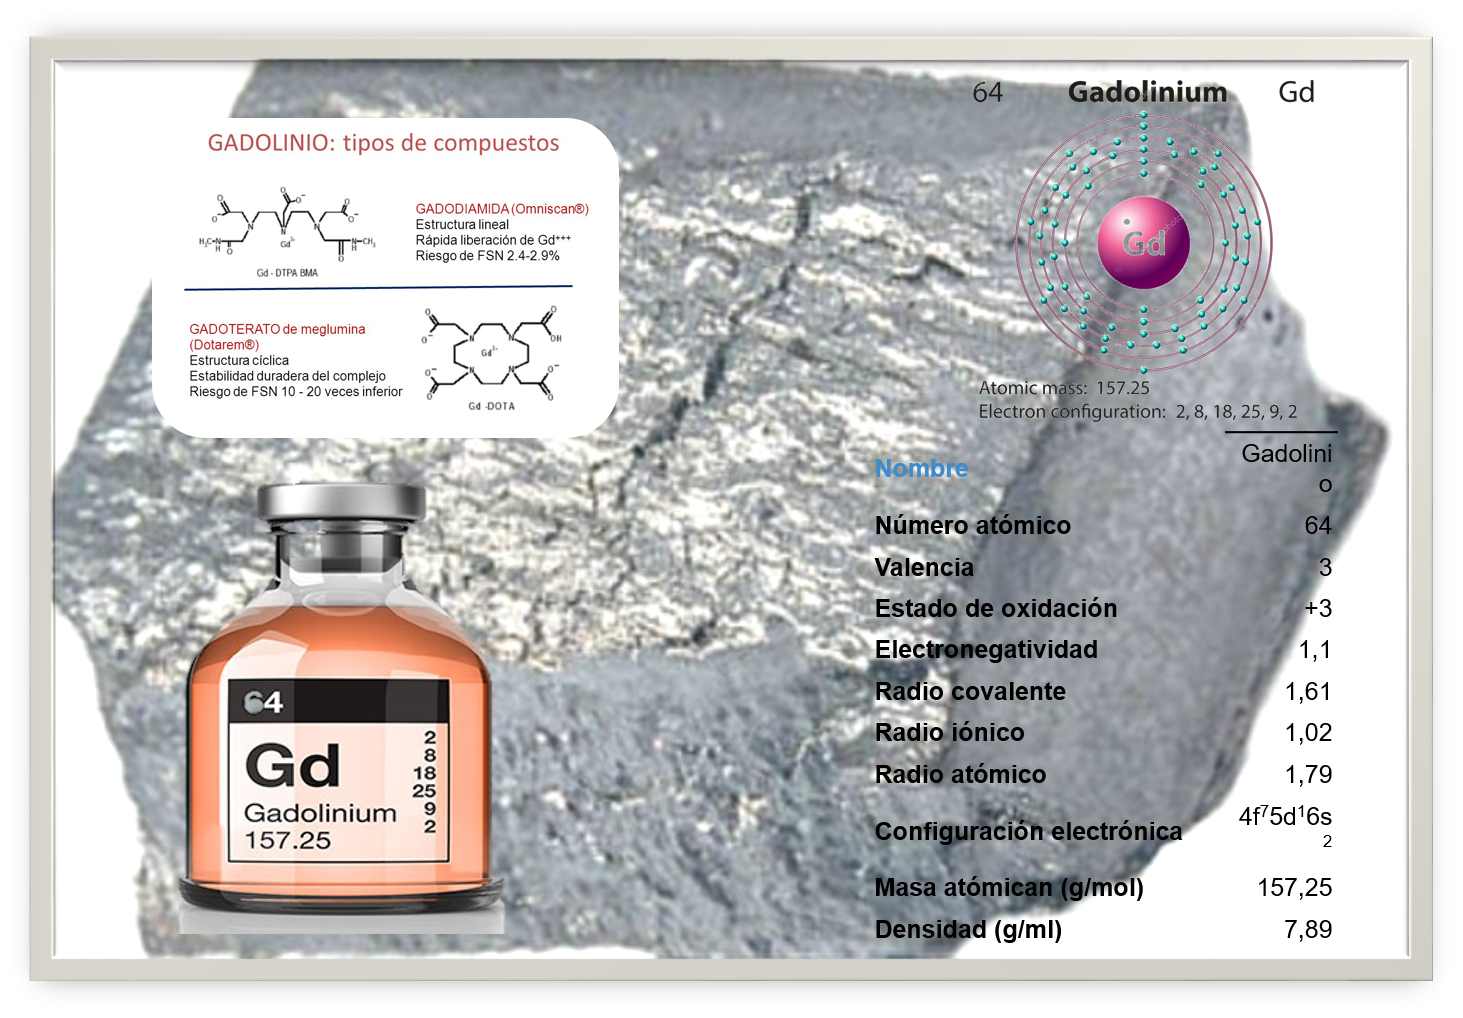 64 Gadolinium Gd
GADOLINIO: tipos de compuestos
GADODIAMIDA (Omniscan®)
Estructura lineal
Rápida liberación de Gd⁺⁺⁺
Riesgo de FSN 2.4-2.9%
Gd - DTPA BMA
GADOTERATO de meglumina
(Dotarem®)
Estructura cíclica
Estabilidad duradera del complejo
Riesgo de FSN 10 - 20 veces inferior
Gd -DOTA
Gd
Atomic mass: 157.25
Electron configuration: 2, 8, 18, 25, 9, 2
Nombre Gadolini
o
Número atómico 64
Valencia 3
Estado de oxidación +3
Electronegatividad 1,1
Radio covalente 1,61
Radio iónico 1,02
Radio atómico 1,79
Configuración electrónica 4f⁷5d¹6s
²
Masa atómican (g/mol) 157,25
Densidad (g/ml) 7,89
64
Gd
2
8
18
25
9
2
Gadolinium
157.25